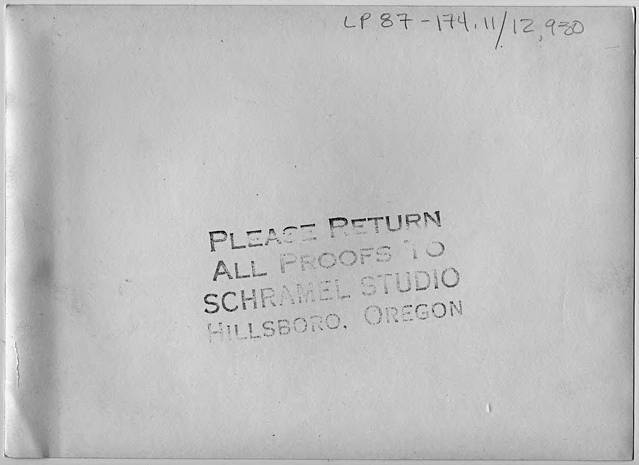 LP 87-174.11/12,930
PLEASE RETURN
ALL PROOFS TO
SCHRAMEL STUDIO
HILLSBORO, OREGON